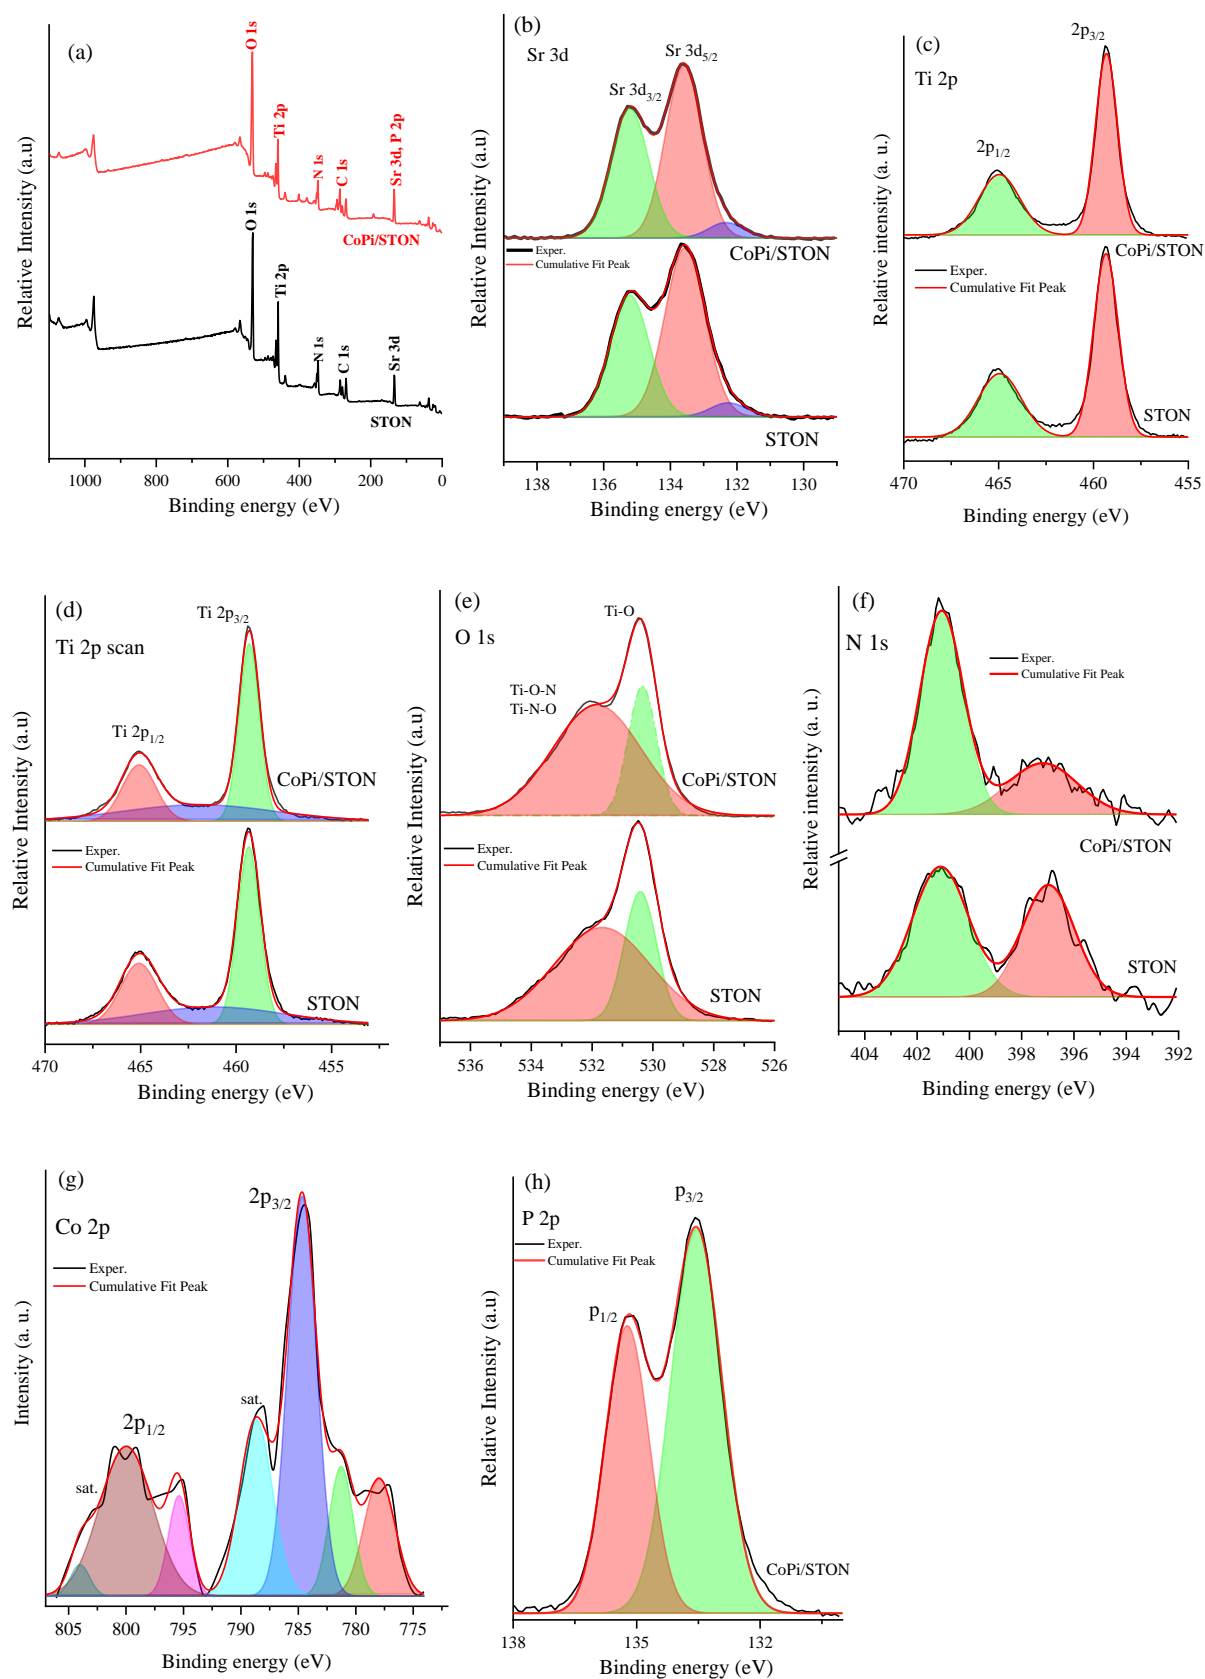 (a)
O 1s
Ti 2p
N 1s
C 1s
Sr 3d, P 2p
CoPi/STON
O 1s
Ti 2p
N 1s
C 1s
Sr 3d
STON
Relative Intensity (a.u)
1000 800 600 400 200 0
Binding energy (eV)
(b)
Sr 3d
Sr 3d5/2
Sr 3d3/2
CoPi/STON
Exper.
Cumulative Fit Peak
STON
Relative Intensity (a.u)
138 136 134 132 130
Binding energy (eV)
(c)
Ti 2p
2p3/2
2p1/2
CoPi/STON
Exper.
Cumulative Fit Peak
STON
Relative intensity (a. u.)
470 465 460 455
Binding energy (eV)
(d)
Ti 2p scan
Ti 2p3/2
Ti 2p1/2
CoPi/STON
Exper.
Cumulative Fit Peak
STON
Relative Intensity (a.u)
470 465 460 455
Binding energy (eV)
(e)
O 1s
Ti-O
Ti-O-N
Ti-N-O
CoPi/STON
Exper.
Cumulative Fit Peak
STON
Relative Intensity (a.u)
536 534 532 530 528 526
Binding energy (eV)
(f)
N 1s
Exper.
Cumulative Fit Peak
CoPi/STON
STON
Relative intensity (a. u.)
404 402 400 398 396 394 392
Binding energy (eV)
(g)
Co 2p
2p3/2
Exper.
Cumulative Fit Peak
sat.
2p1/2
sat.
Intensity (a. u.)
805 800 795 790 785 780 775
Binding energy (eV)
(h)
P 2p
p3/2
Exper.
Cumulative Fit Peak
p1/2
CoPi/STON
Relative Intensity (a.u)
138 135 132
Binding energy (eV)